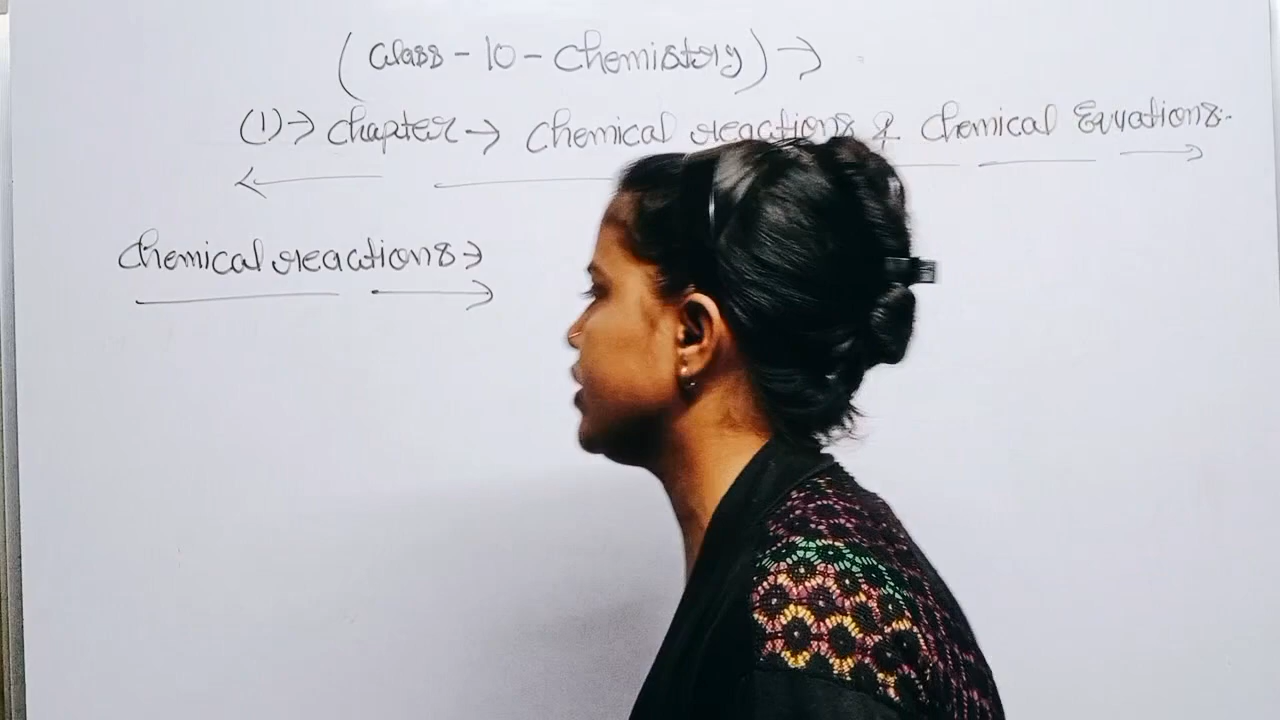 (Class - 10 - Chemistry) →
(1) → Chapter → Chemical reactions & Chemical Equations.
Chemical reactions →